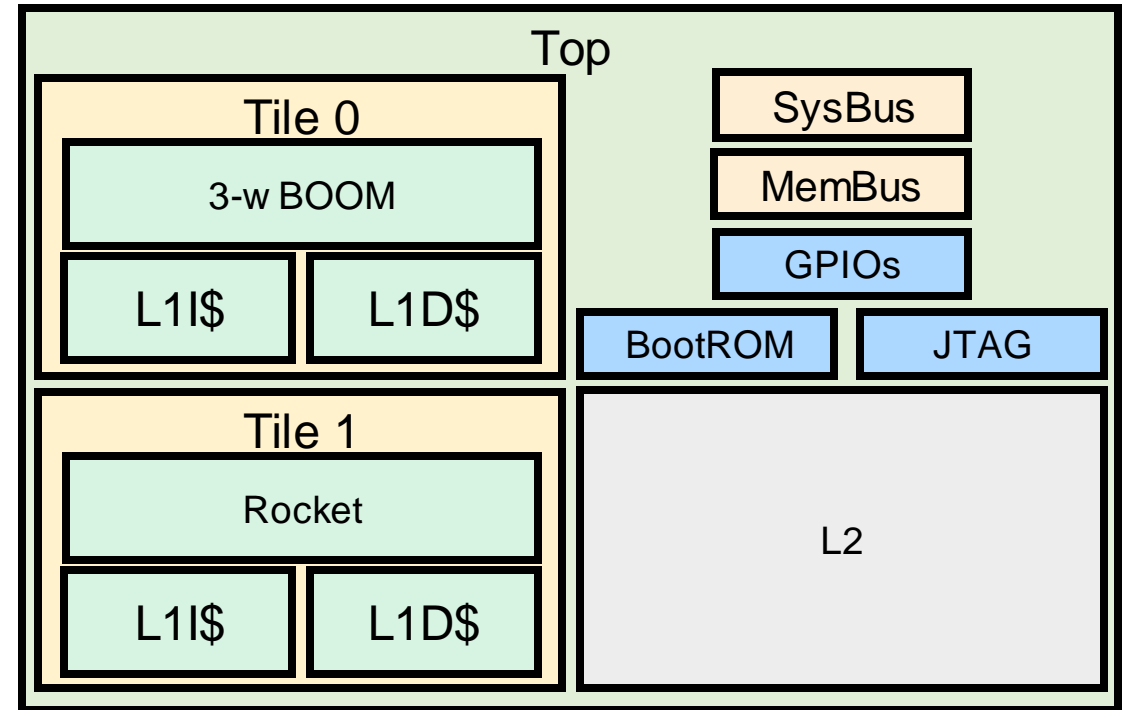 Top
Tile 0
3-w BOOM
L1I$
L1D$
Tile 1
Rocket
L1I$
L1D$
SysBus
MemBus
GPIOs
BootROM
JTAG
L2